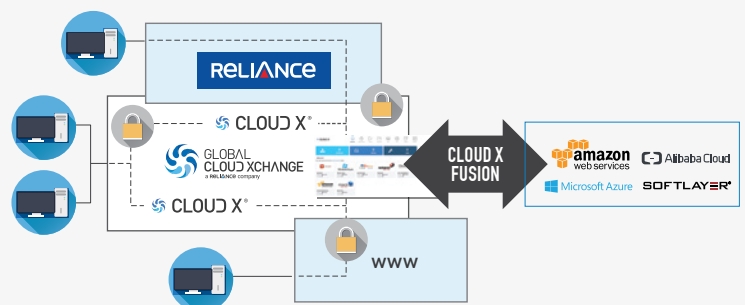 RELIANCE
CLOUD X®
GLOBAL
CLOUD XCHANGE
a RELIANCE company
CLOUD X®
CLOUD X
FUSION
amazon
web services
Alibaba Cloud
Microsoft Azure
SOFTLAYER
www